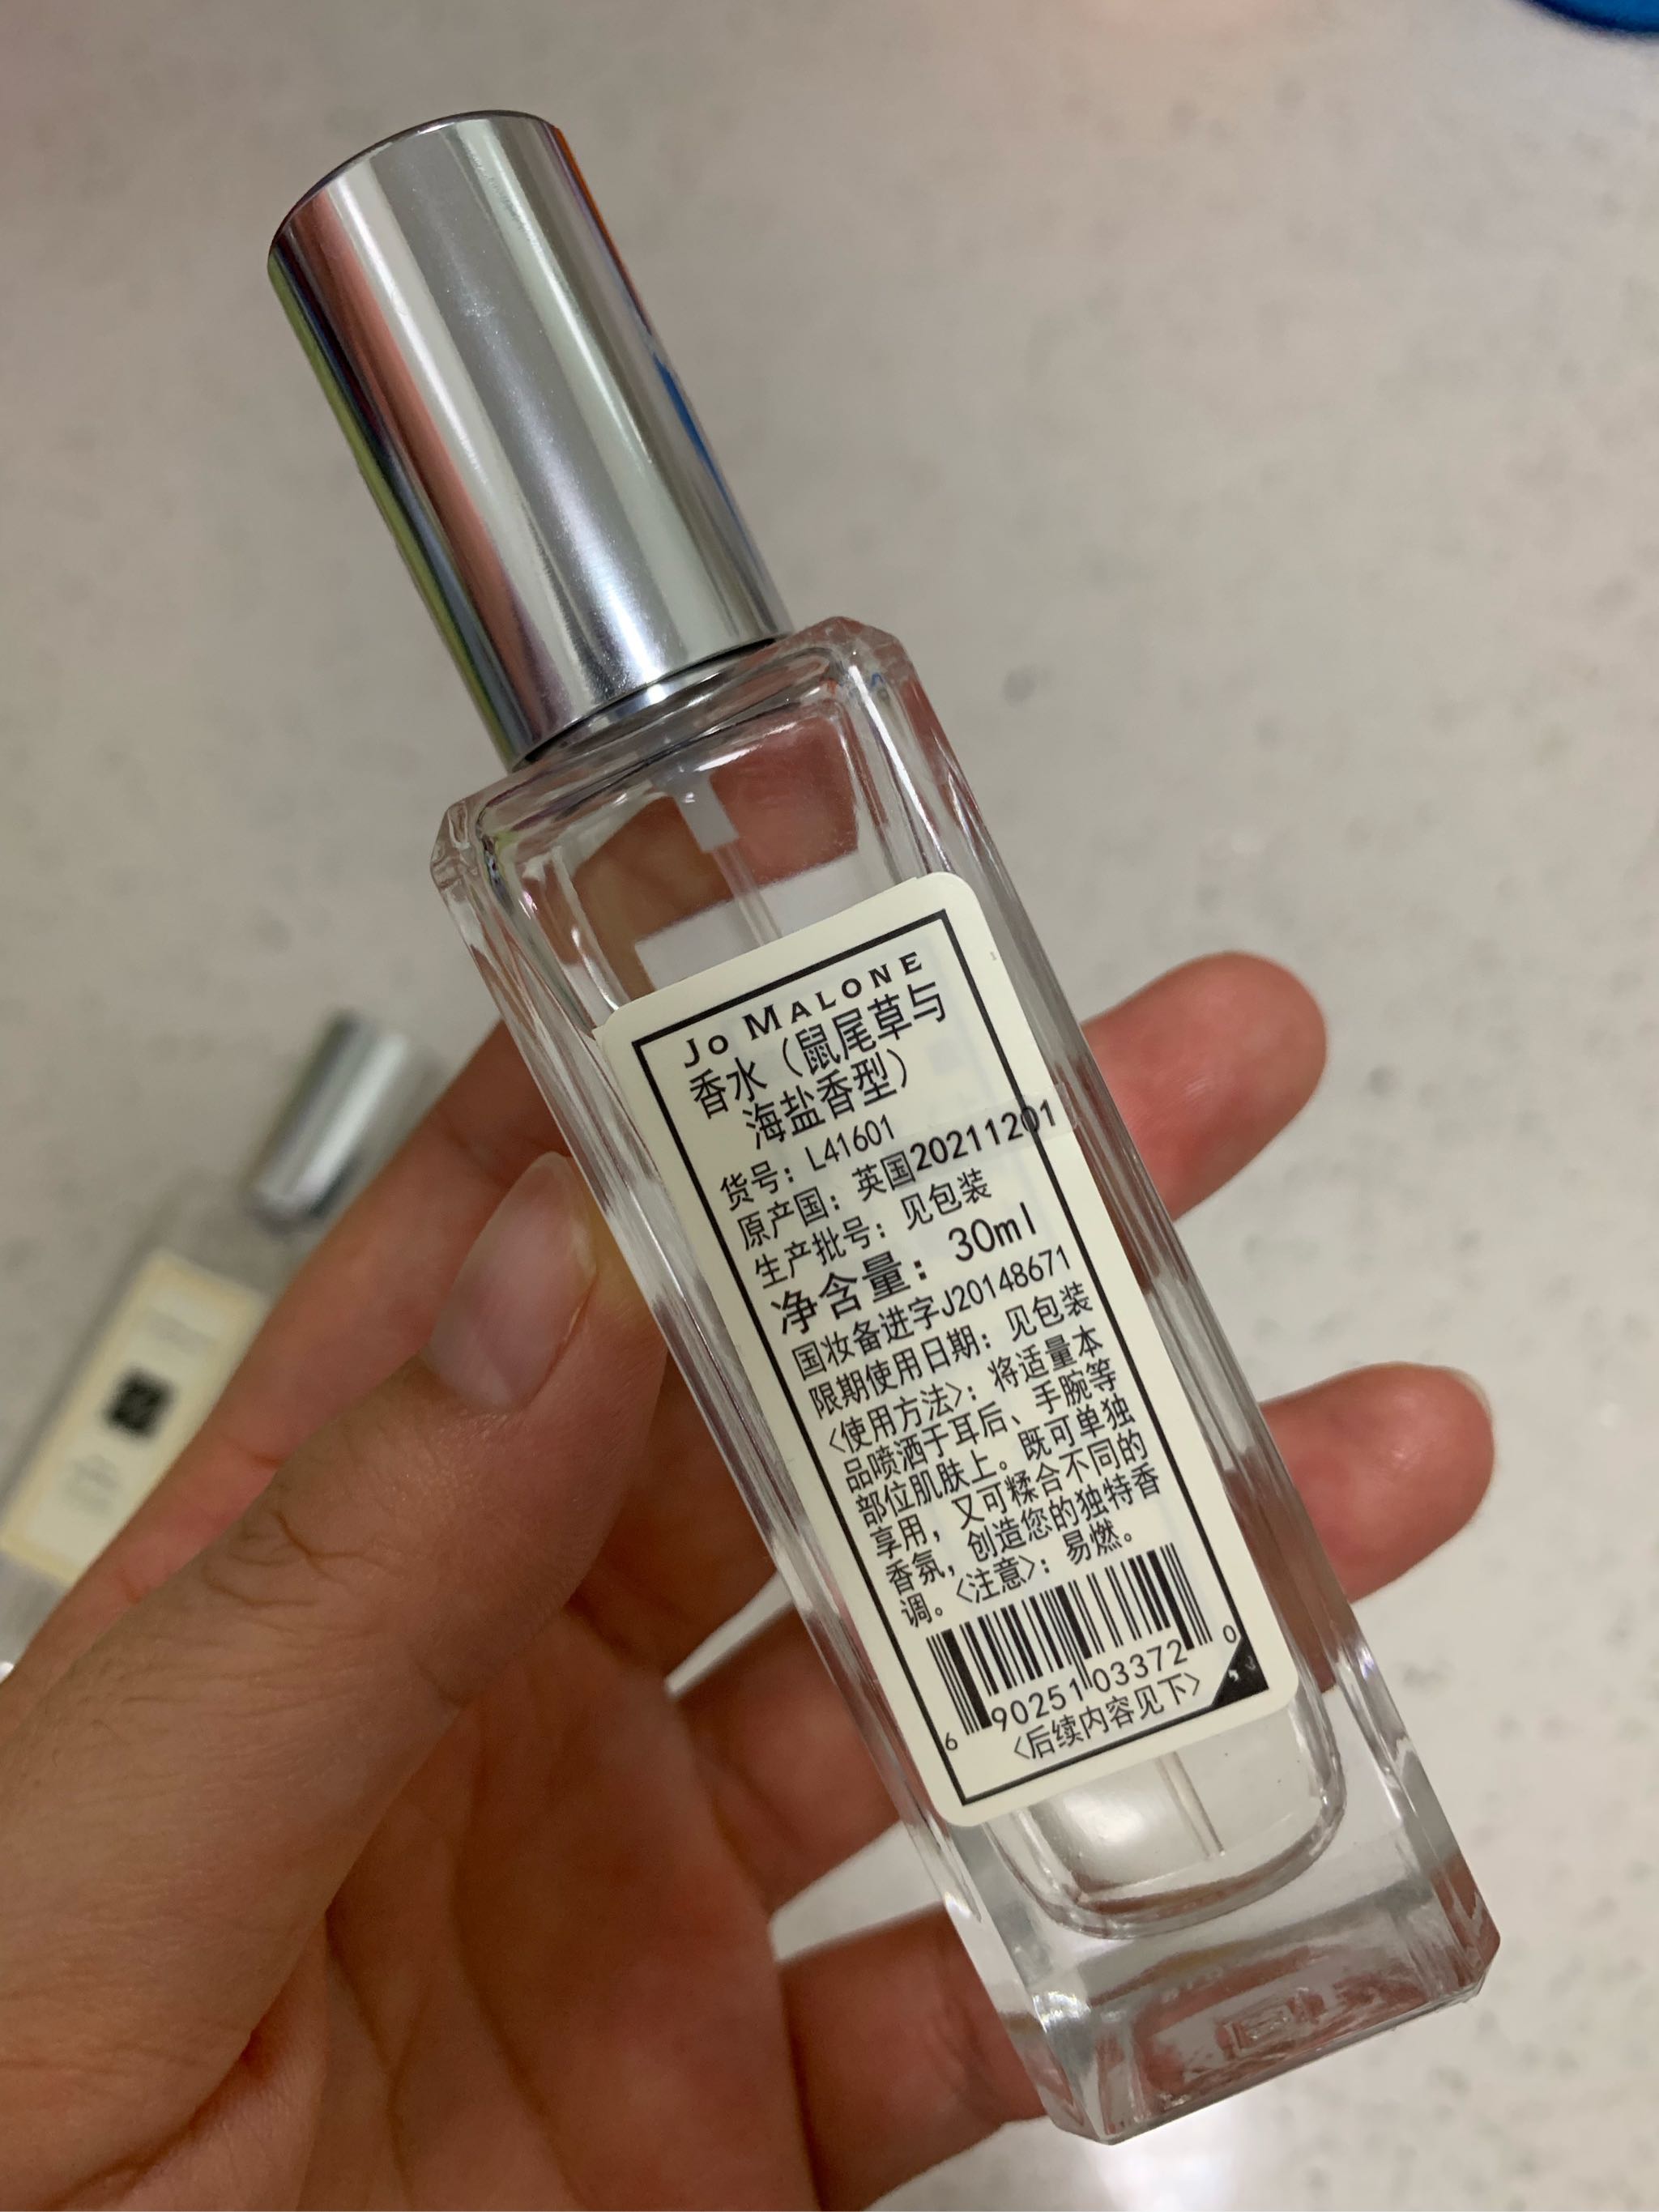 JO MALONE
香水（鼠尾草与
海盐香型）
货号：L41601
原产国：英国20211201
生产批号：见包装
净含量：30ml
国妆备进字J20148671
限期使用日期：见包装
〈使用方法〉：将适量本
品喷洒于耳后、手腕等
部位肌肤上。既可单独
享用，又可糅合不同的
香氛，创造您的独特香
调。〈注意〉：易燃。
6 90251 03372 0
〈后续内容见下〉